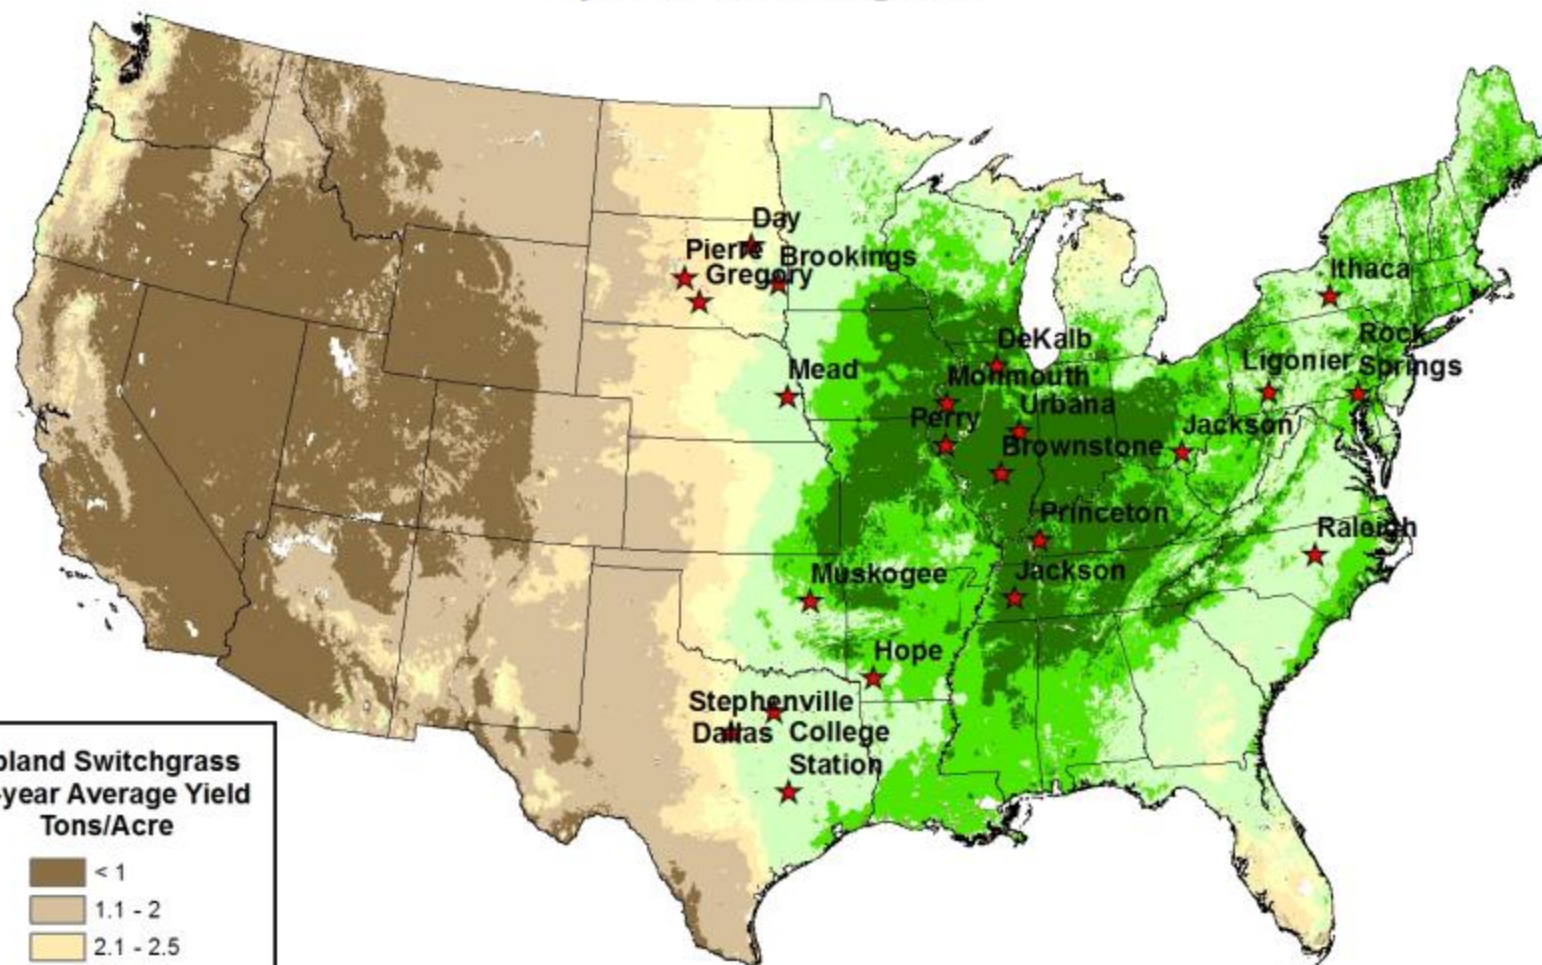 Day
Pierre
Brookings
Gregory
Ithaca
DeKalb
Rock
Springs
Ligonier
Mead
Monmouth
Urbana
Perry
Jackson
Brownstone
Princeton
Raleigh
Muskogee
Jackson
Hope
Stephenville
Dallas
College
Station
Switchgrass
Average Yield
Tons/Acre
< 1
1.1 - 2
2.1 - 2.5